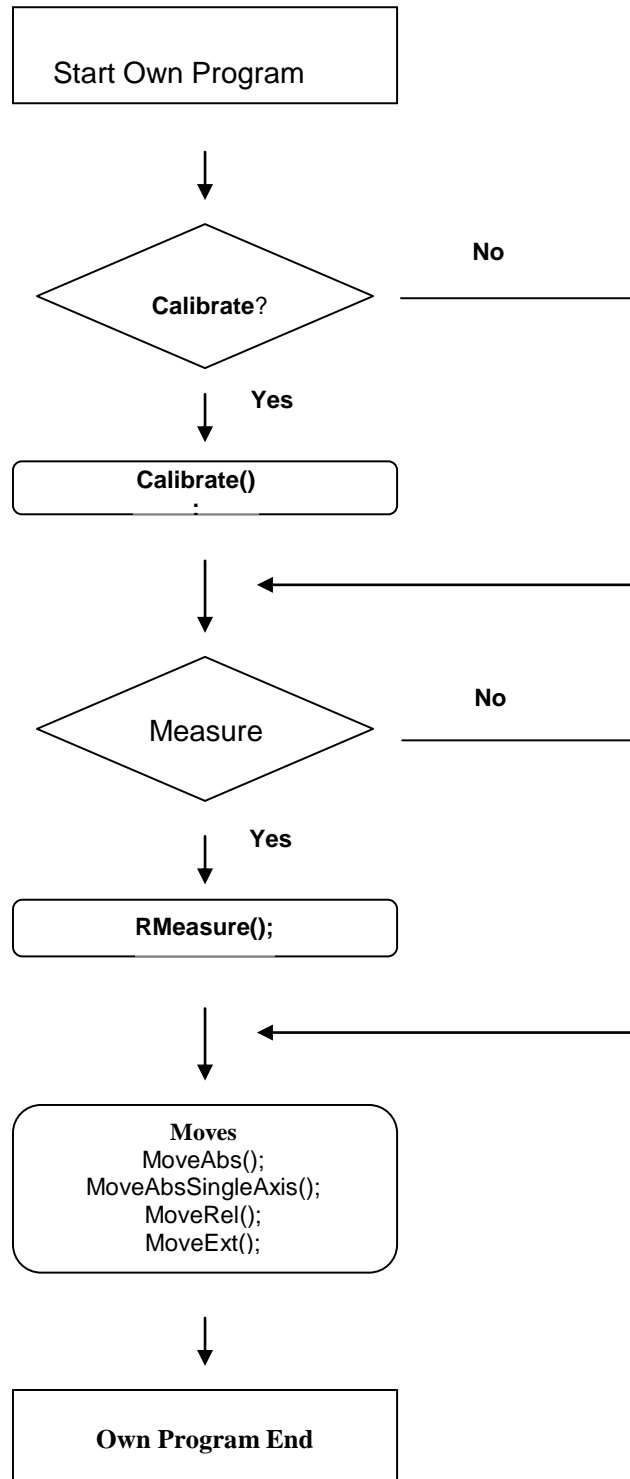 Start Own Program
No
Calibrate?
Yes
Calibrate()
;
No
Measure
Yes
RMeasure();
Moves
MoveAbs();
MoveAbsSingleAxis();
MoveRel();
MoveExt();
Own Program End